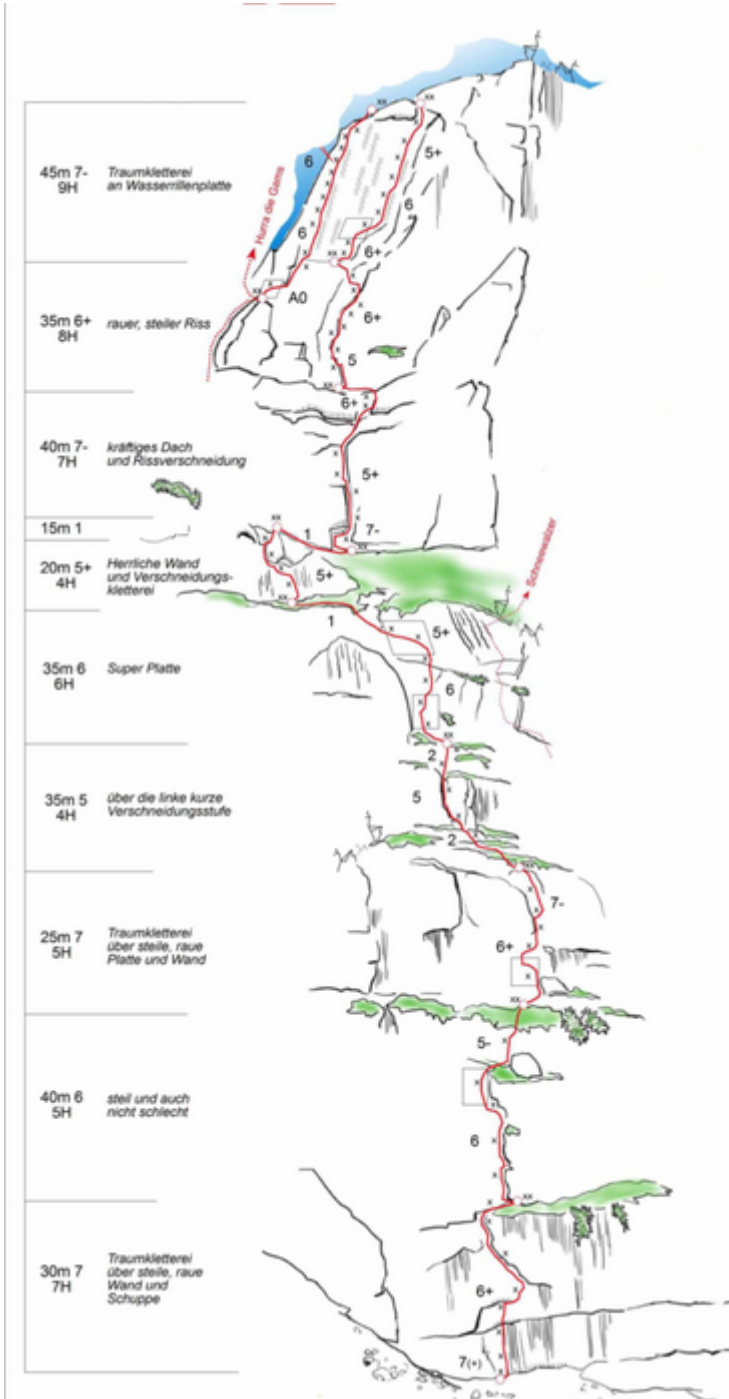 45m 7-
9H
Traumkletterei
an Wasserrillenplatte
6
5+
Hurra die Gams
6
6
6+
A0
35m 6+
8H
rauer, steiler Riss
6+
5
6+
40m 7-
7H
kräftiges Dach
und Rissverschneidung
5+
15m 1
1
7-
20m 5+
4H
Herrliche Wand
und Verschneidungs-
kletterei
5+
Schneewalzer
1
5+
35m 6
6H
Super Platte
6
2
35m 5
4H
über die linke kurze
Verschneidungsstufe
5
2
7-
25m 7
5H
Traumkletterei
über steile, raue
Platte und Wand
6+
5-
40m 6
5H
steil und auch
nicht schlecht
6
30m 7
7H
Traumkletterei
über steile, raue
Wand und
Schuppe
6+
7(+)